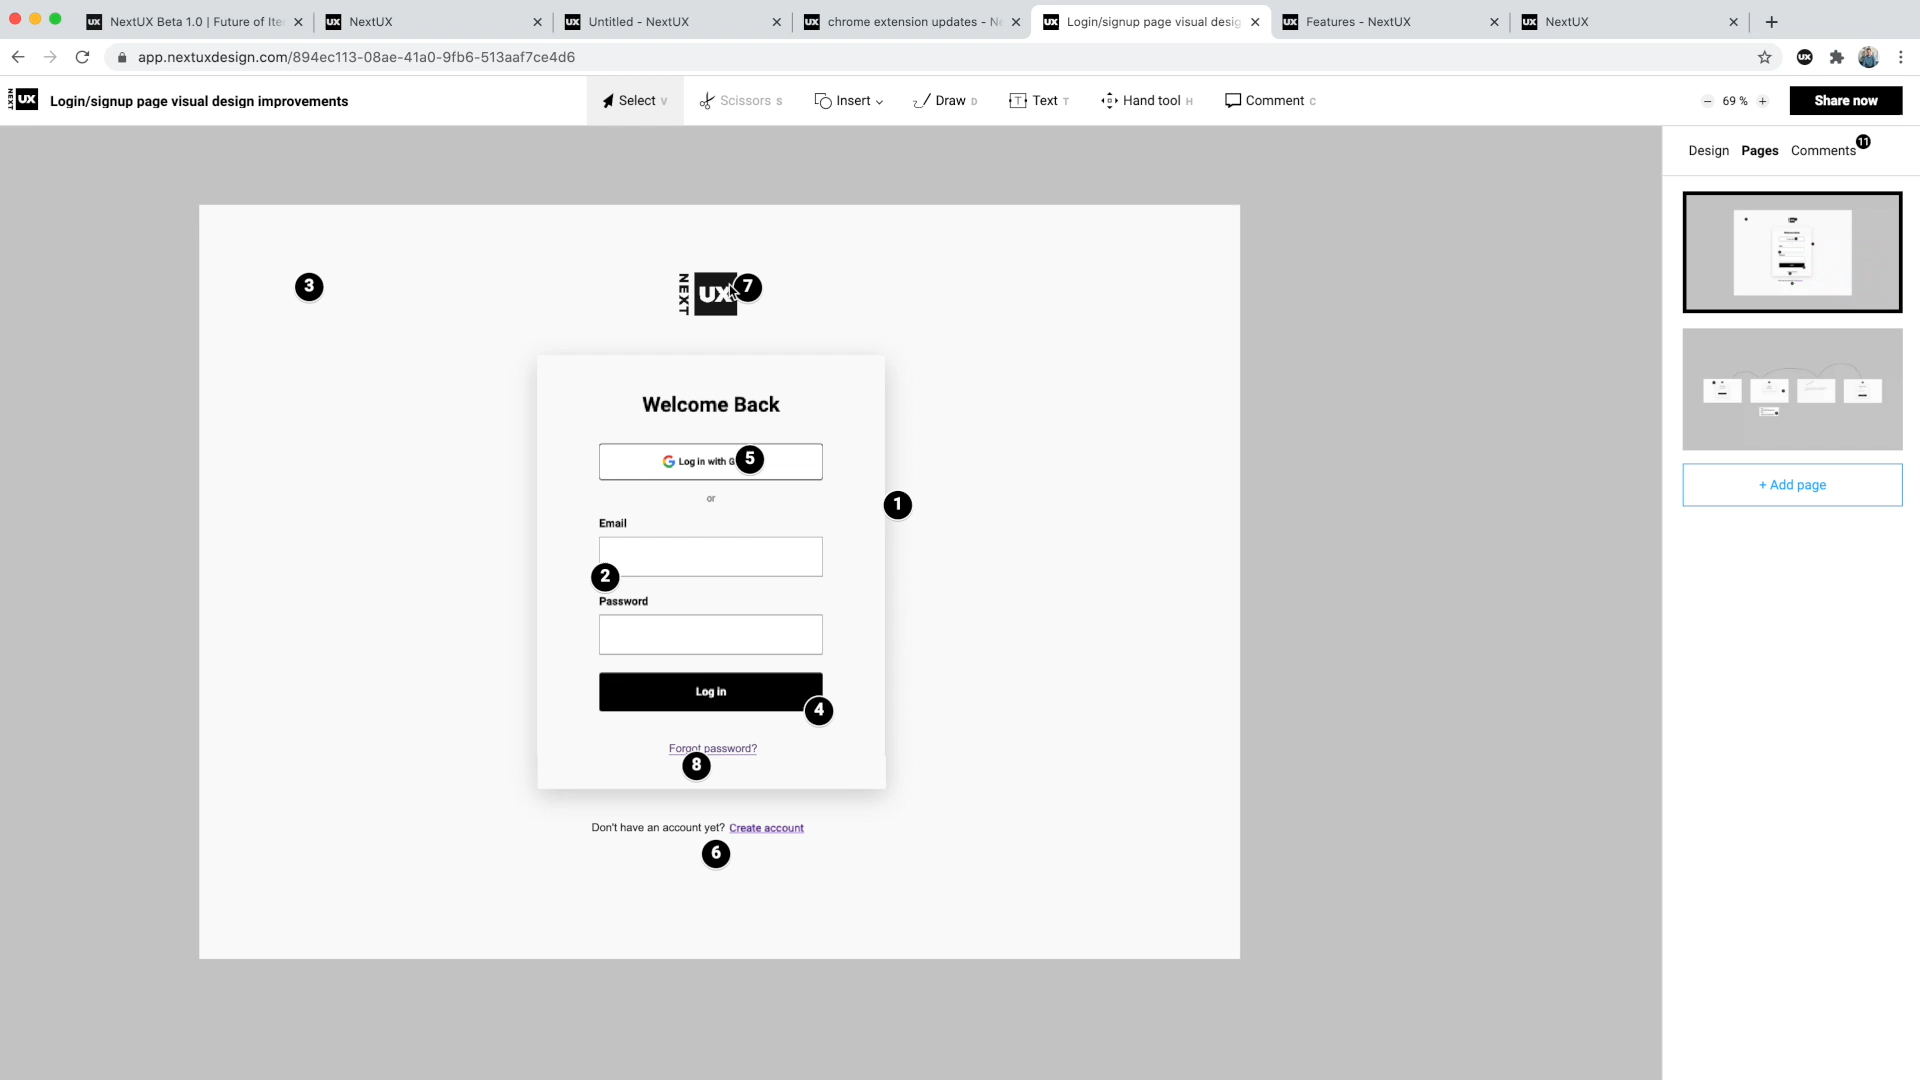 NextUX Beta 1.0 | Future of Iter
NextUX
Untitled - NextUX
chrome extension updates - Ne
Login/signup page visual desig
Features - NextUX
NextUX
app.nextuxdesign.com/894ec113-08ae-41a0-9fb6-513aaf7ce4d6
NEXT UX
Login/signup page visual design improvements
Select V
Scissors S
Insert
Draw D
Text T
Hand tool H
Comment C
69 %
Share now
Design
Pages
Comments
11
3
NEXT UX
7
Welcome Back
Log in with G
5
or
1
Email
2
Password
Log in
4
Forgot password?
8
Don't have an account yet? Create account
6
+ Add page